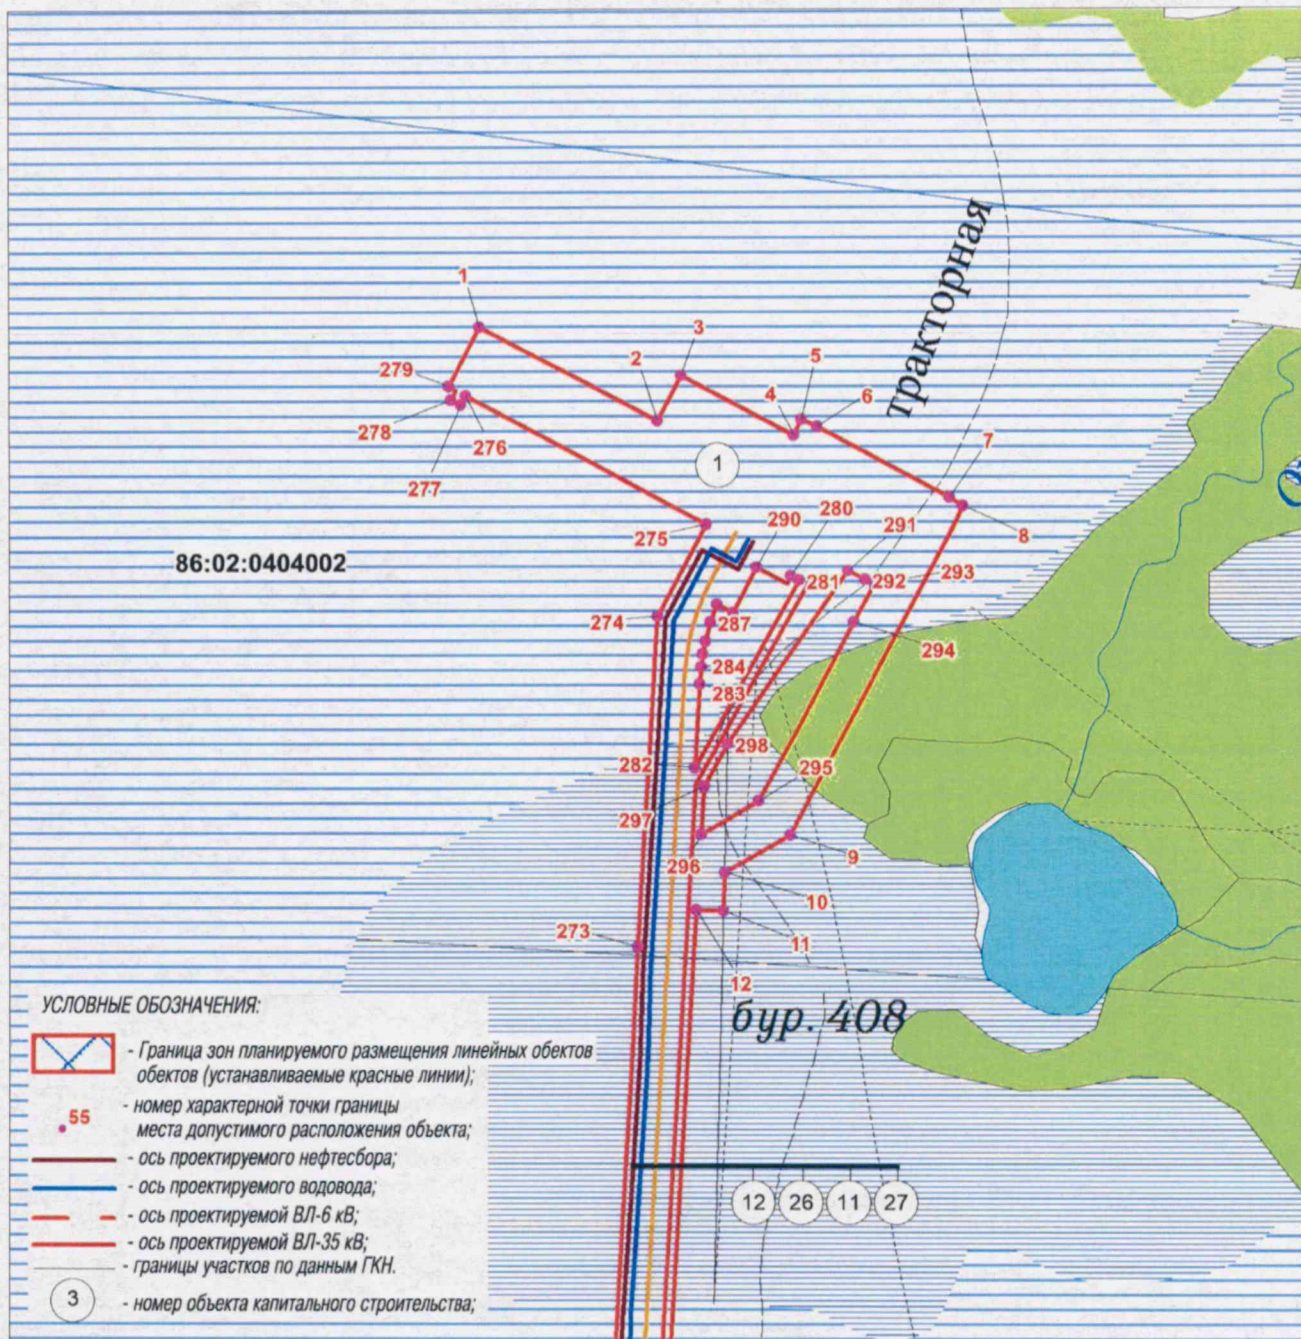 1
3
2
279
5
4
6
тракторная
278
276
7
277
1
8
275
290
280
291
86:02:0404002
281
292
293
274
287
294
284
283
298
282
295
297
296
9
10
273
11
12
бур. 408
УСЛОВНЫЕ ОБОЗНАЧЕНИЯ:
- Граница зон планируемого размещения линейных обектов
обектов (устанавливаемые красные линии);
55
- номер характерной точки границы
места допустимого расположения объекта;
- ось проектируемого нефтесбора;
- ось проектируемого водовода;
- ось проектируемой ВЛ-6 кВ;
- ось проектируемой ВЛ-35 кВ;
- границы участков по данным ГКН.
3
- номер объекта капитального строительства;
12 26 11 27